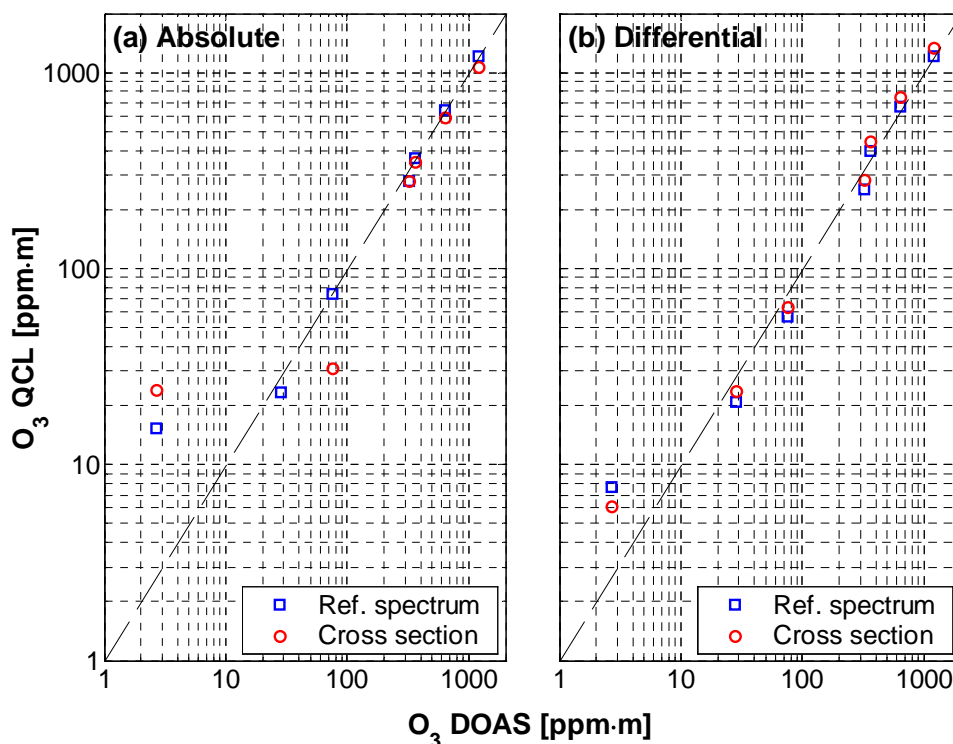 (a) Absolute
(b) Differential
1000
100
10
1
O₃ QCL [ppm·m]
Ref. spectrum
Cross section
Ref. spectrum
Cross section
1 10 100 1000
1 10 100 1000
O₃ DOAS [ppm·m]